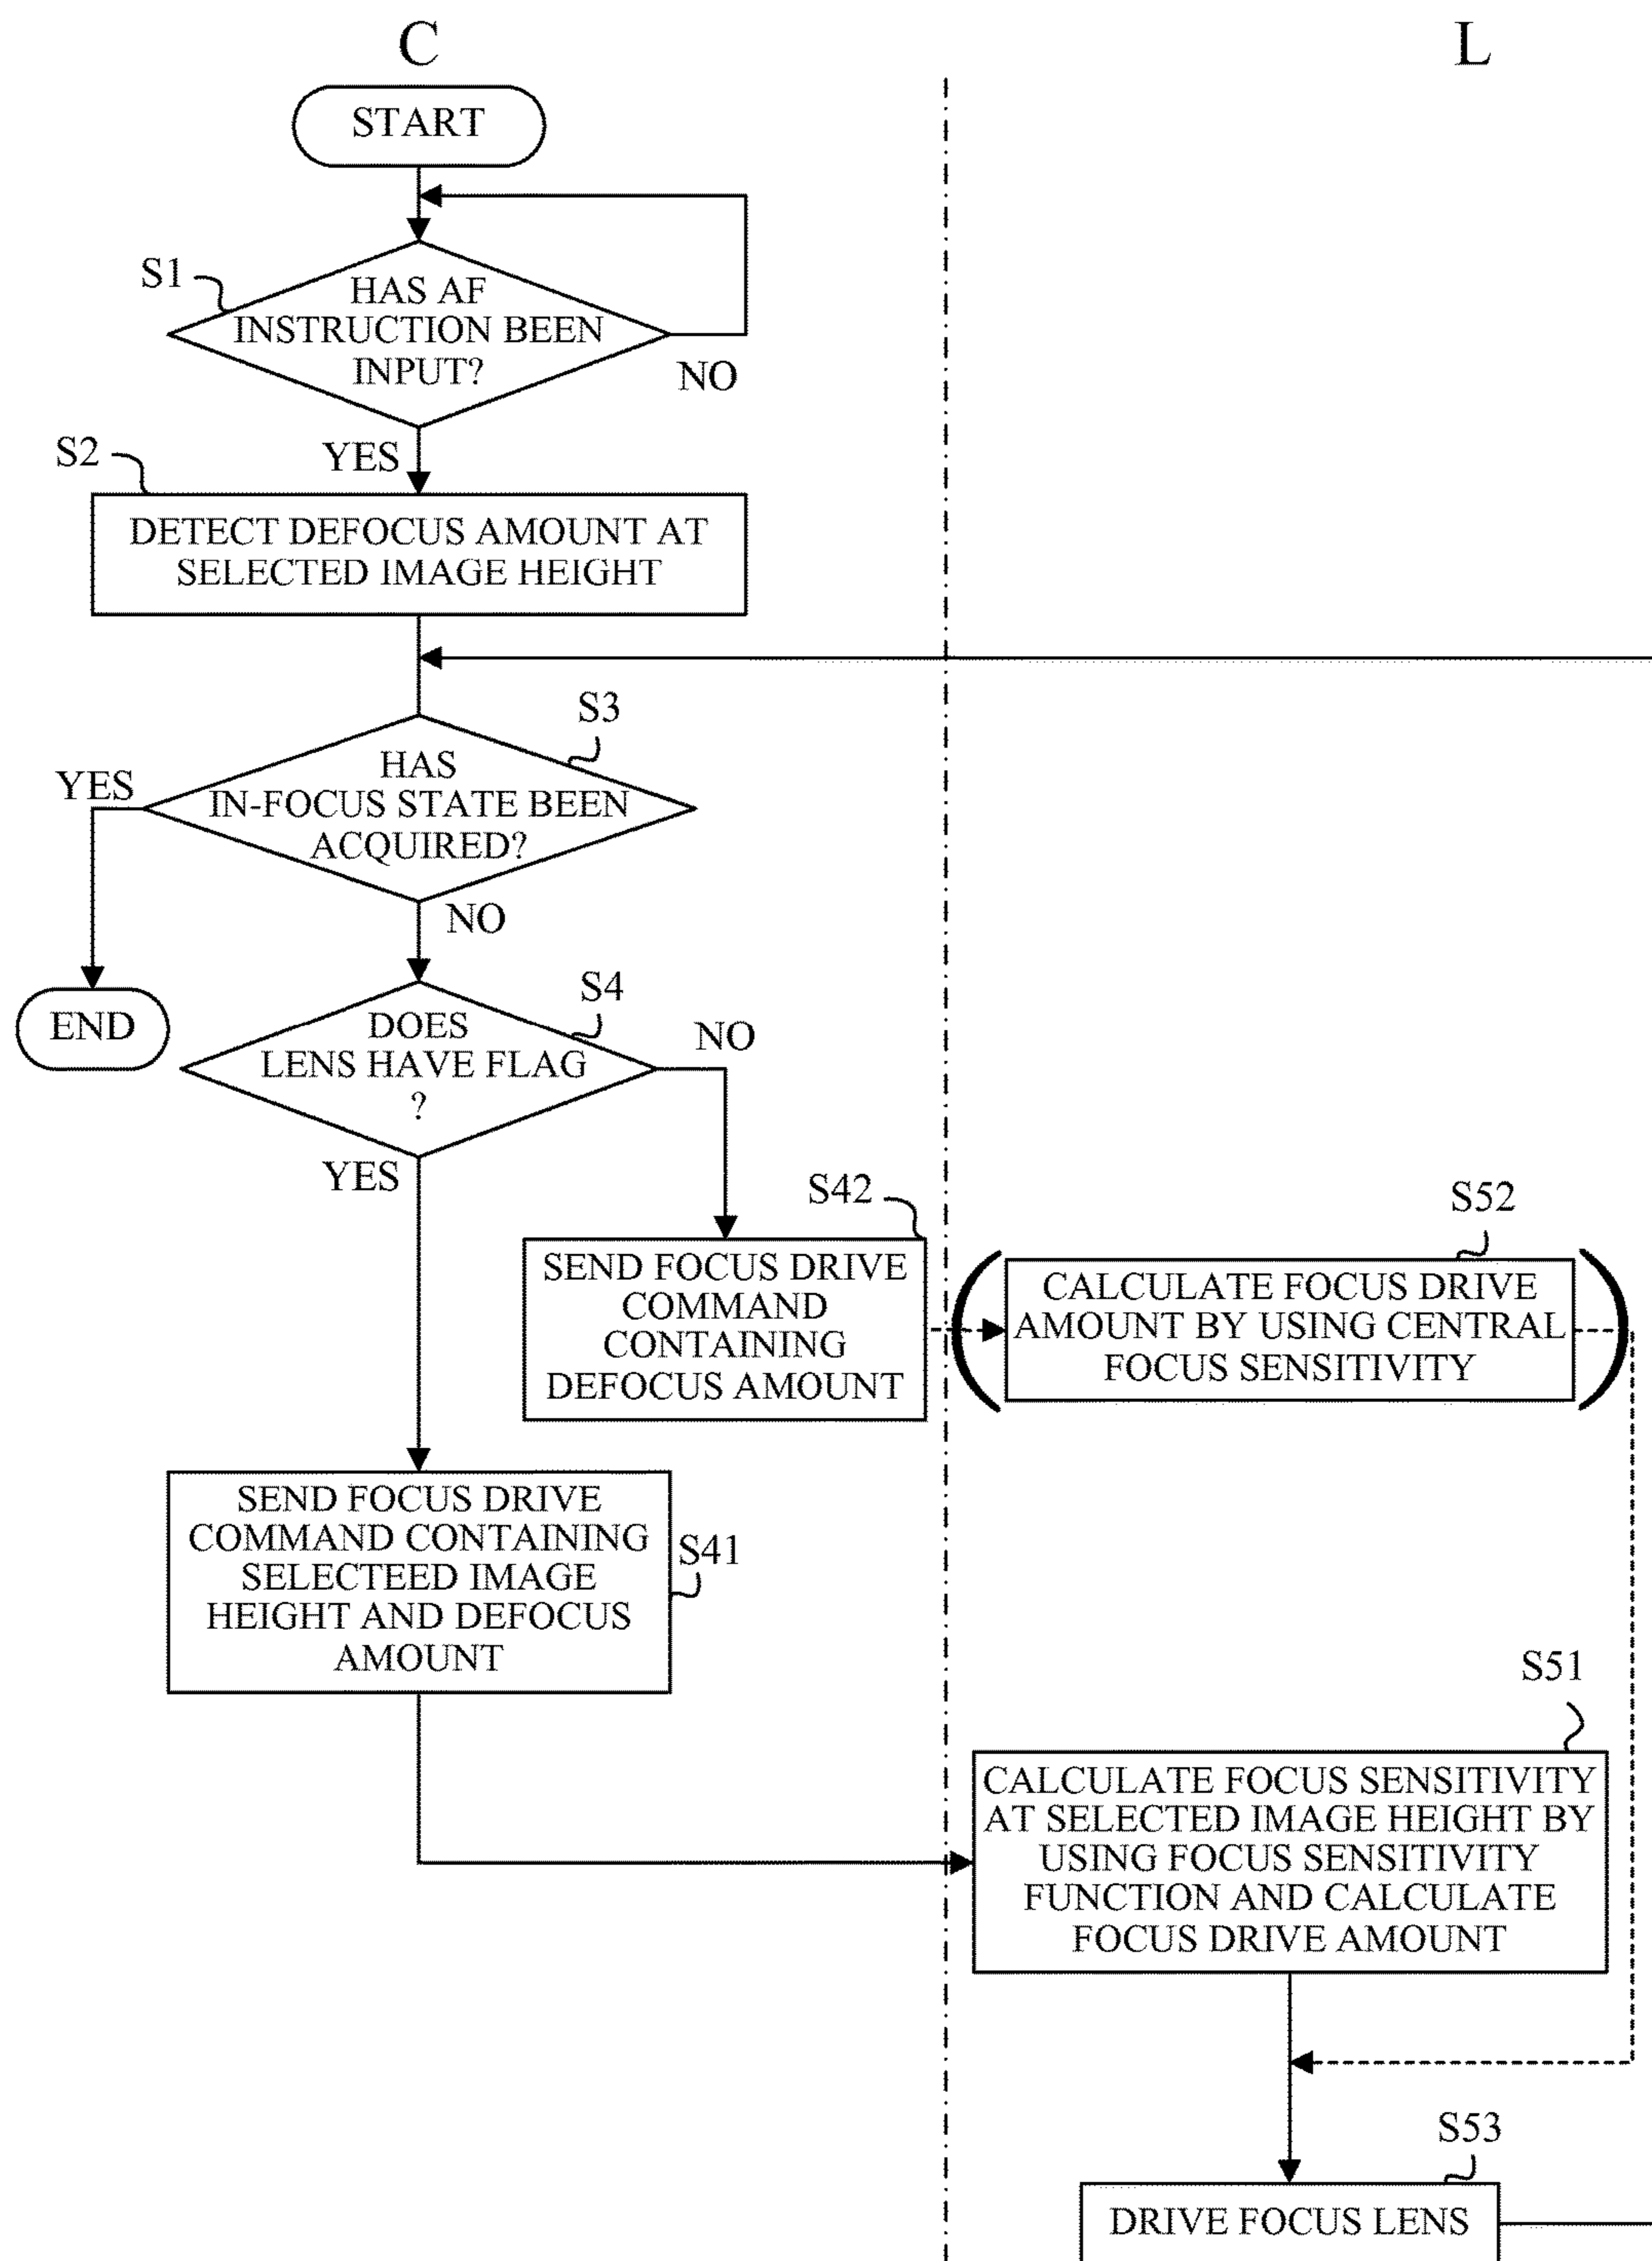 C
L
START
S1
HAS AF
INSTRUCTION BEEN
INPUT?
NO
YES
S2
DETECT DEFOCUS AMOUNT AT
SELECTED IMAGE HEIGHT
S3
HAS
IN-FOCUS STATE BEEN
ACQUIRED?
YES
NO
END
S4
DOES
LENS HAVE FLAG
?
NO
YES
S42
SEND FOCUS DRIVE
COMMAND
CONTAINING
DEFOCUS AMOUNT
S52
CALCULATE FOCUS DRIVE
AMOUNT BY USING CENTRAL
FOCUS SENSITIVITY
SEND FOCUS DRIVE
COMMAND CONTAINING
SELECTEED IMAGE
HEIGHT AND DEFOCUS
AMOUNT
S41
S51
CALCULATE FOCUS SENSITIVITY
AT SELECTED IMAGE HEIGHT BY
USING FOCUS SENSITIVITY
FUNCTION AND CALCULATE
FOCUS DRIVE AMOUNT
S53
DRIVE FOCUS LENS